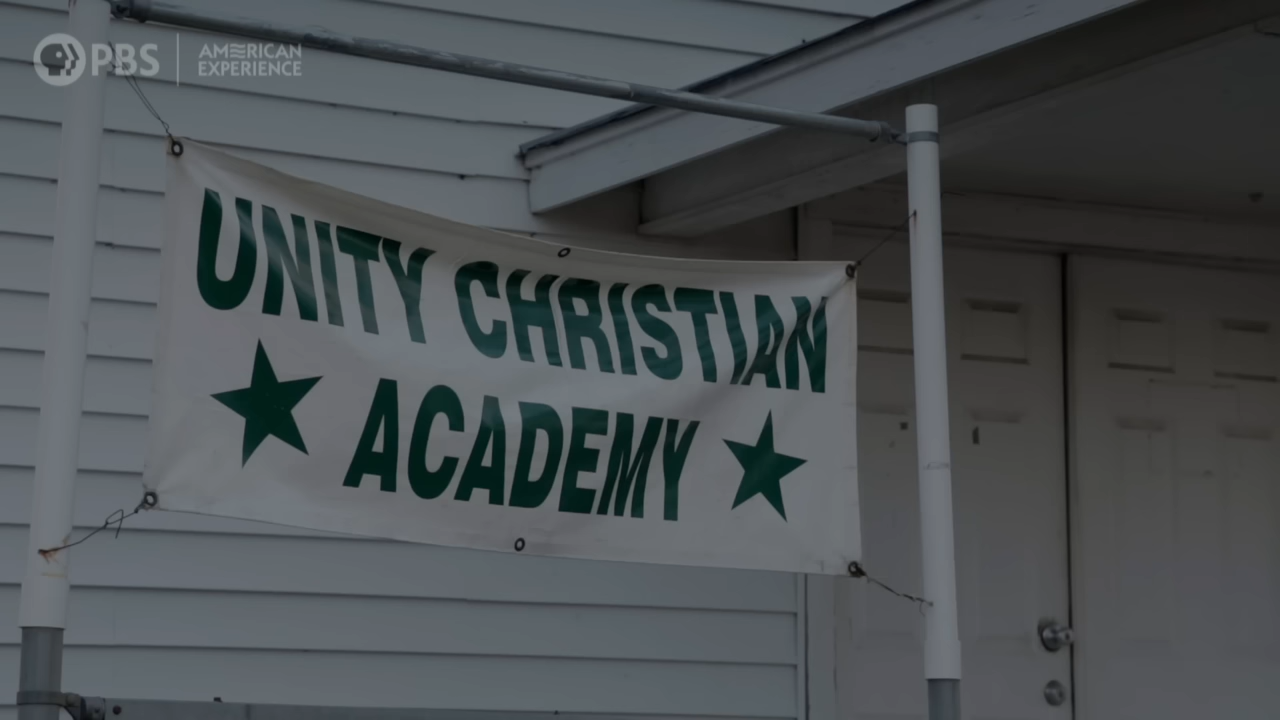 PBS
AMERICAN
EXPERIENCE
UNITY CHRISTIAN
ACADEMY